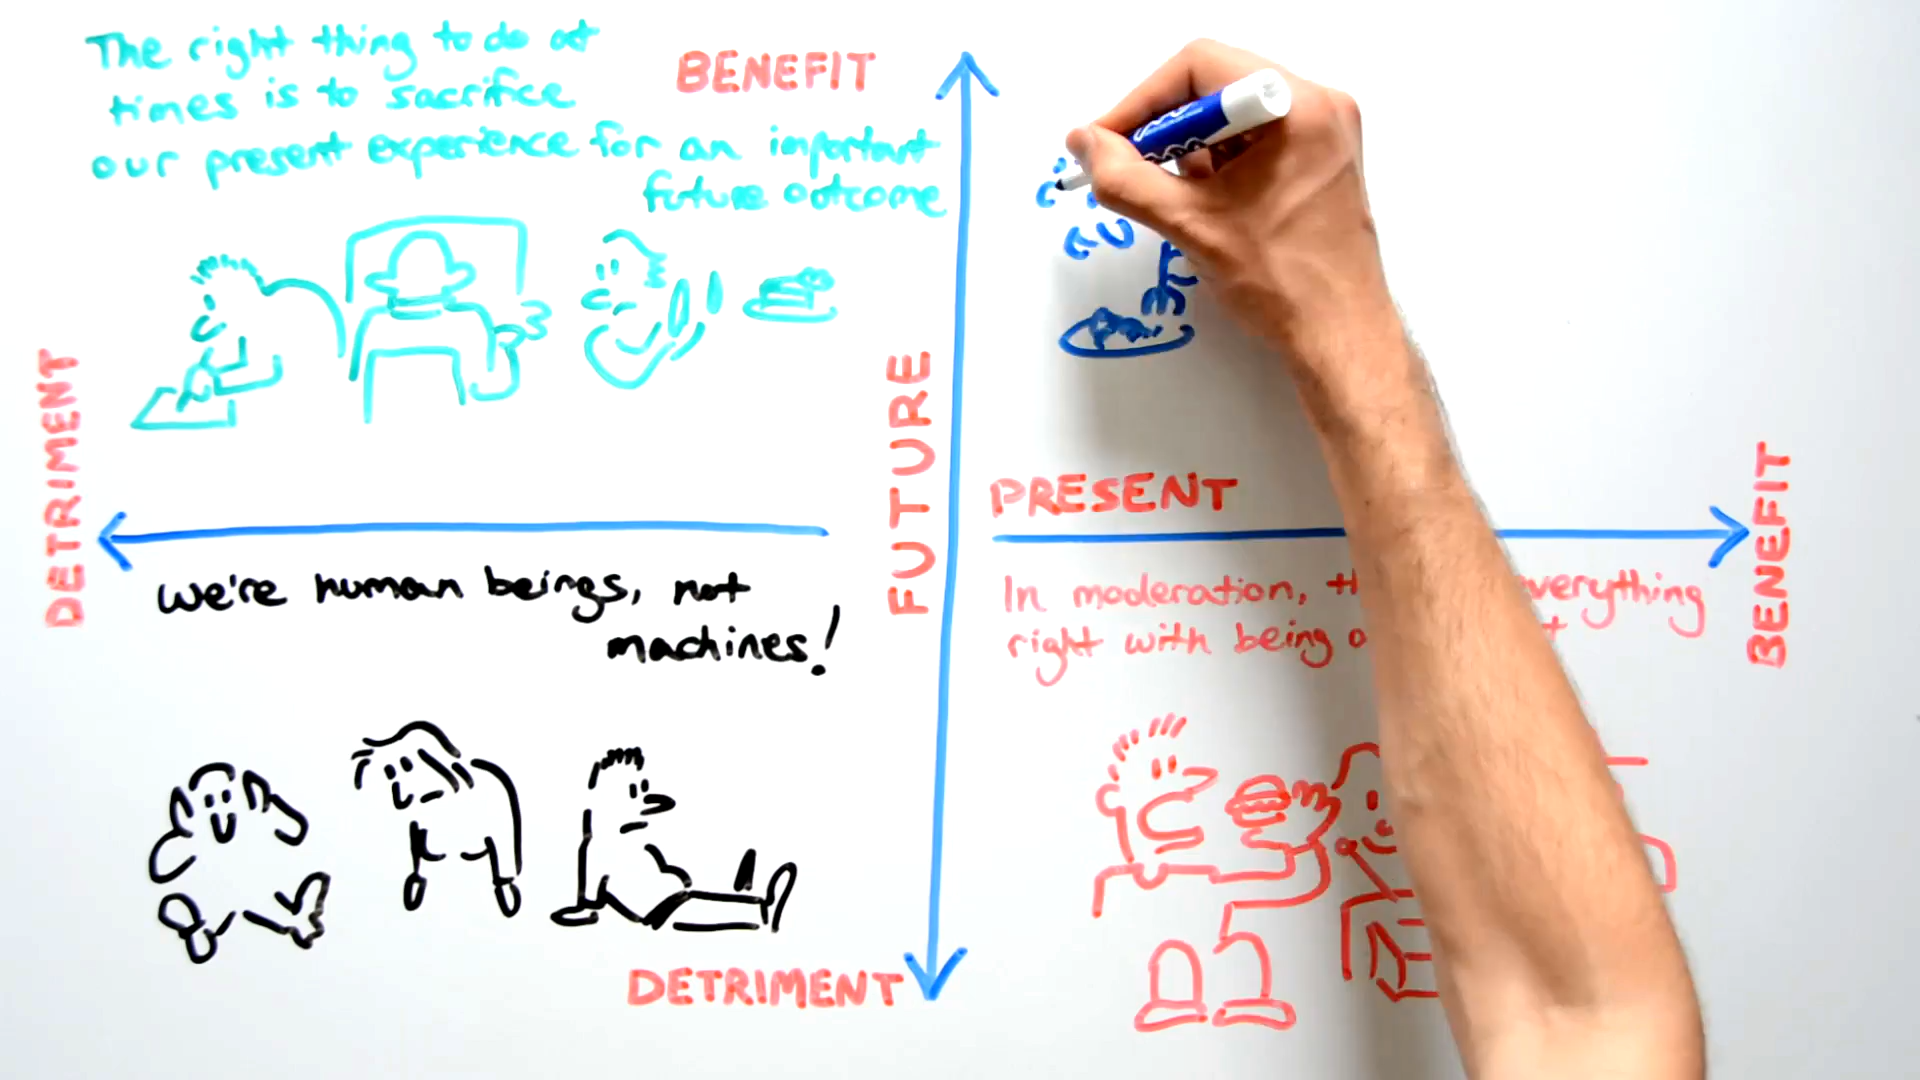 The right thing to do at
times is to sacrifice
our present experience for an important
future outcome
BENEFIT
DETRIMENT
FUTURE
PRESENT
BENEFIT
we're human beings, not
machines!
In moderation, everything
right with being
DETRIMENT